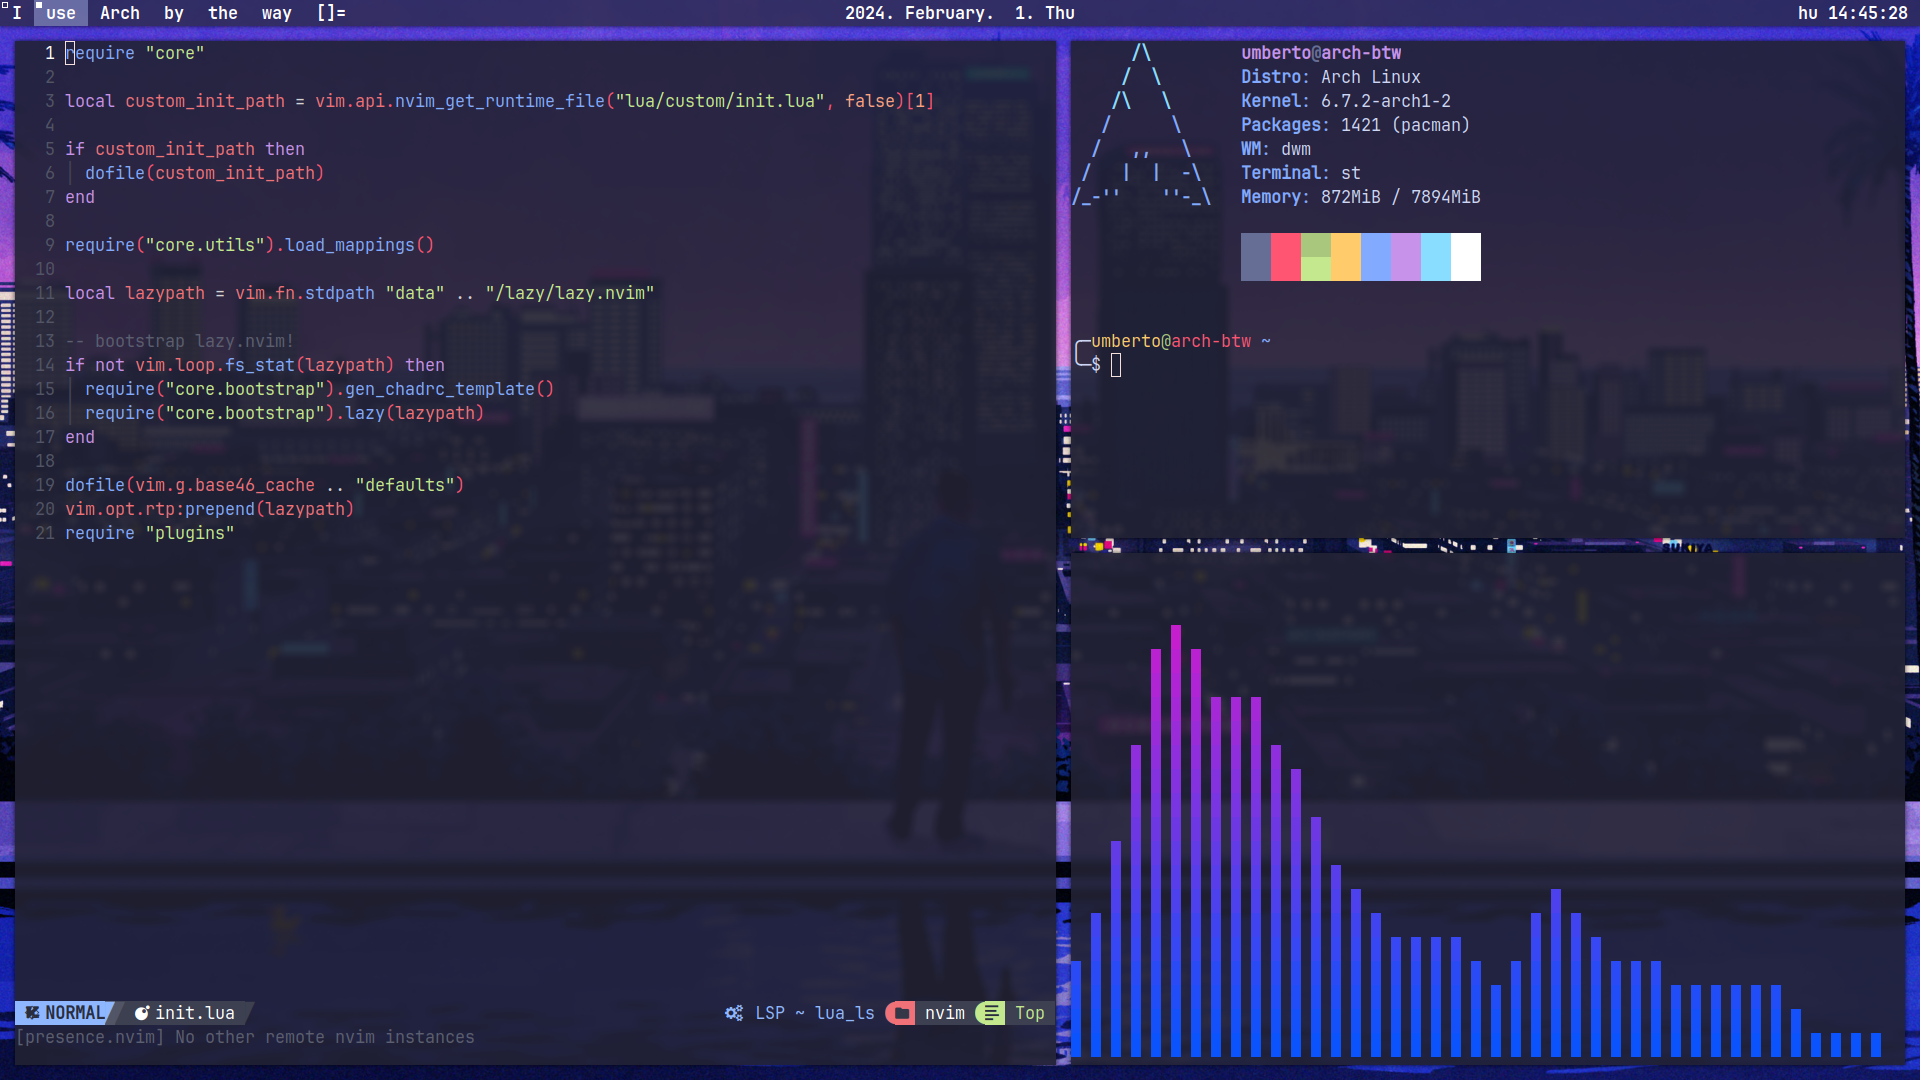 I use Arch by the way []= 2024. February. 1. Thu hu 14:45:28
1 require "core"
2
3 local custom_init_path = vim.api.nvim_get_runtime_file("lua/custom/init.lua", false)[1]
4
5 if custom_init_path then
6 dofile(custom_init_path)
7 end
8
9 require("core.utils").load_mappings()
10
11 local lazypath = vim.fn.stdpath "data" .. "/lazy/lazy.nvim"
12
13 -- bootstrap lazy.nvim!
14 if not vim.loop.fs_stat(lazypath) then
15 require("core.bootstrap").gen_chadrc_template()
16 require("core.bootstrap").lazy(lazypath)
17 end
18
19 dofile(vim.g.base46_cache .. "defaults")
20 vim.opt.rtp:prepend(lazypath)
21 require "plugins"
NORMAL init.lua LSP ~ lua_ls nvim Top
[presence.nvim] No other remote nvim instances
umberto@arch-btw
Distro: Arch Linux
Kernel: 6.7.2-arch1-2
Packages: 1421 (pacman)
WM: dwm
Terminal: st
Memory: 872MiB / 7894MiB
umberto@arch-btw ~
$